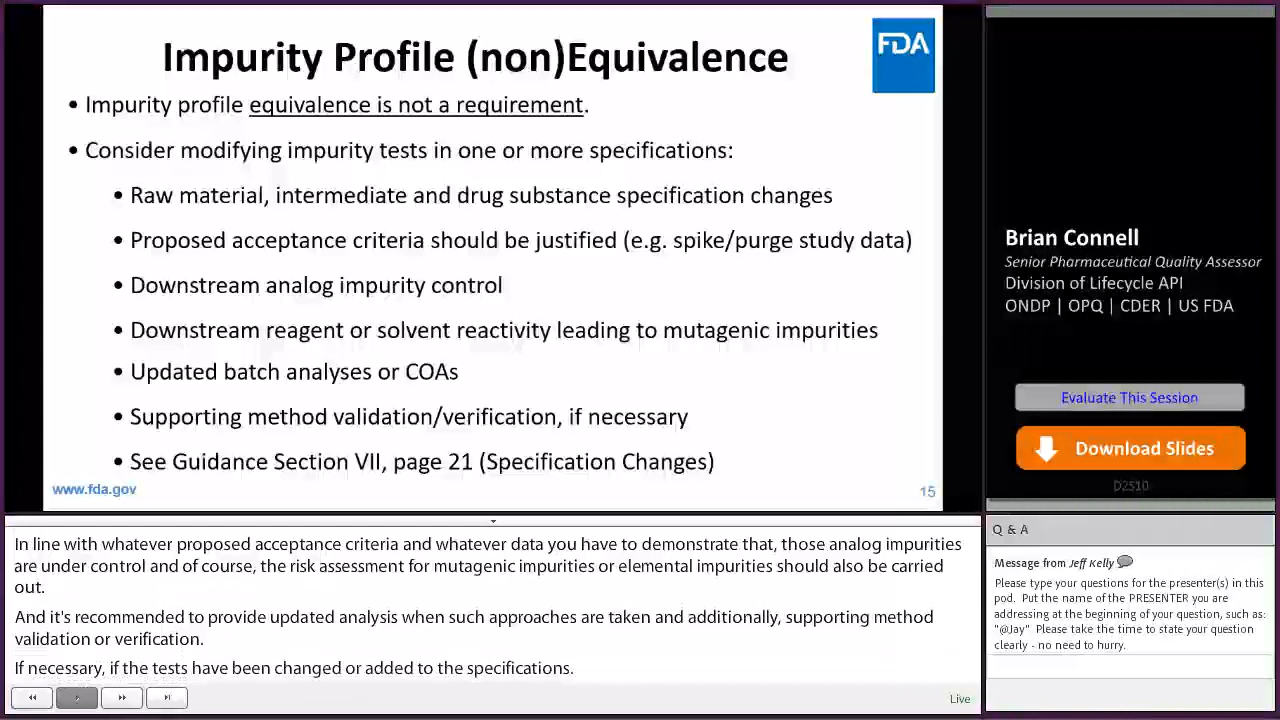 Impurity Profile (non)Equivalence
FDA
• Impurity profile equivalence is not a requirement.
• Consider modifying impurity tests in one or more specifications:
• Raw material, intermediate and drug substance specification changes
• Proposed acceptance criteria should be justified (e.g. spike/purge study data)
• Downstream analog impurity control
• Downstream reagent or solvent reactivity leading to mutagenic impurities
• Updated batch analyses or COAs
• Supporting method validation/verification, if necessary
• See Guidance Section VII, page 21 (Specification Changes)
www.fda.gov
15
Brian Connell
Senior Pharmaceutical Quality Assessor
Division of Lifecycle API
ONDP | OPQ | CDER | US FDA
Evaluate This Session
Download Slides
D2S10
In line with whatever proposed acceptance criteria and whatever data you have to demonstrate that, those analog impurities
are under control and of course, the risk assessment for mutagenic impurities or elemental impurities should also be carried
out.
And it's recommended to provide updated analysis when such approaches are taken and additionally, supporting method
validation or verification.
If necessary, if the tests have been changed or added to the specifications.
Live
Q & A
Message from Jeff Kelly
Please type your questions for the presenter(s) in this
pod. Put the name of the PRESENTER you are
addressing at the beginning of your question, such as:
"@Jay" Please take the time to state your question
clearly - no need to hurry.